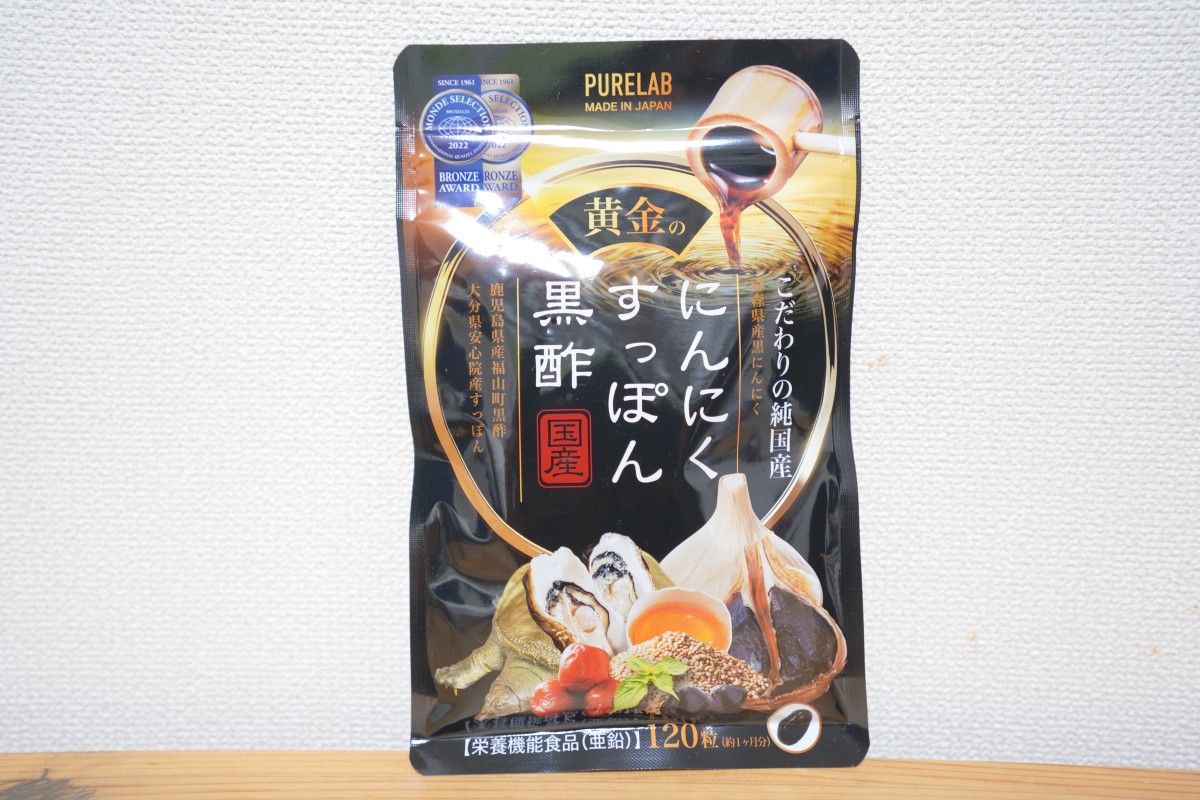 PURELAB
MADE IN JAPAN
SINCE 1961
MONDE SELECTION
BRUXELLES
2022
BRONZE
AWARD
SINCE 1961
2022
BRONZE
AWARD
黄金の
こだわりの純国産
森県産黒にんにく
にんにく
すっぽん
黒酢
国産
鹿児島県産福山町黒酢
大分県安心院産すっぽん
【栄養機能食品(亜鉛)】120粒(約1ヶ月分)